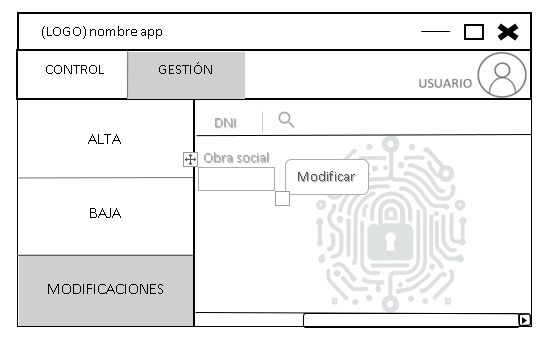 (LOGO) nombre app
CONTROL
GESTIÓN
USUARIO
ALTA
BAJA
MODIFICACIONES
DNI
Obra social
Modificar